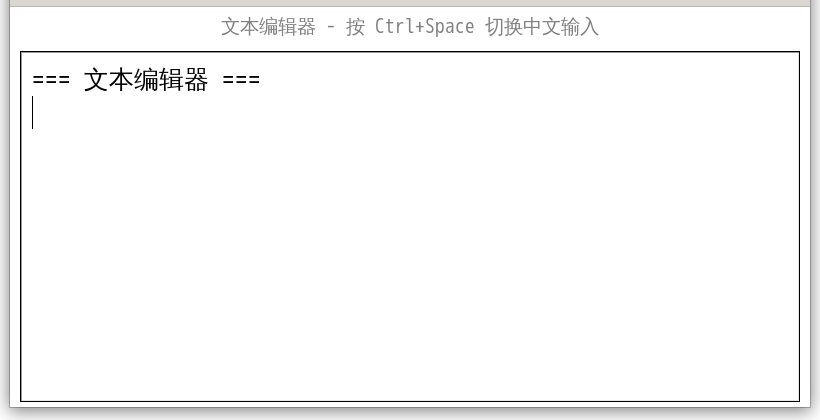 文本编辑器 - 按 Ctrl+Space 切换中文输入
=== 文本编辑器 ===